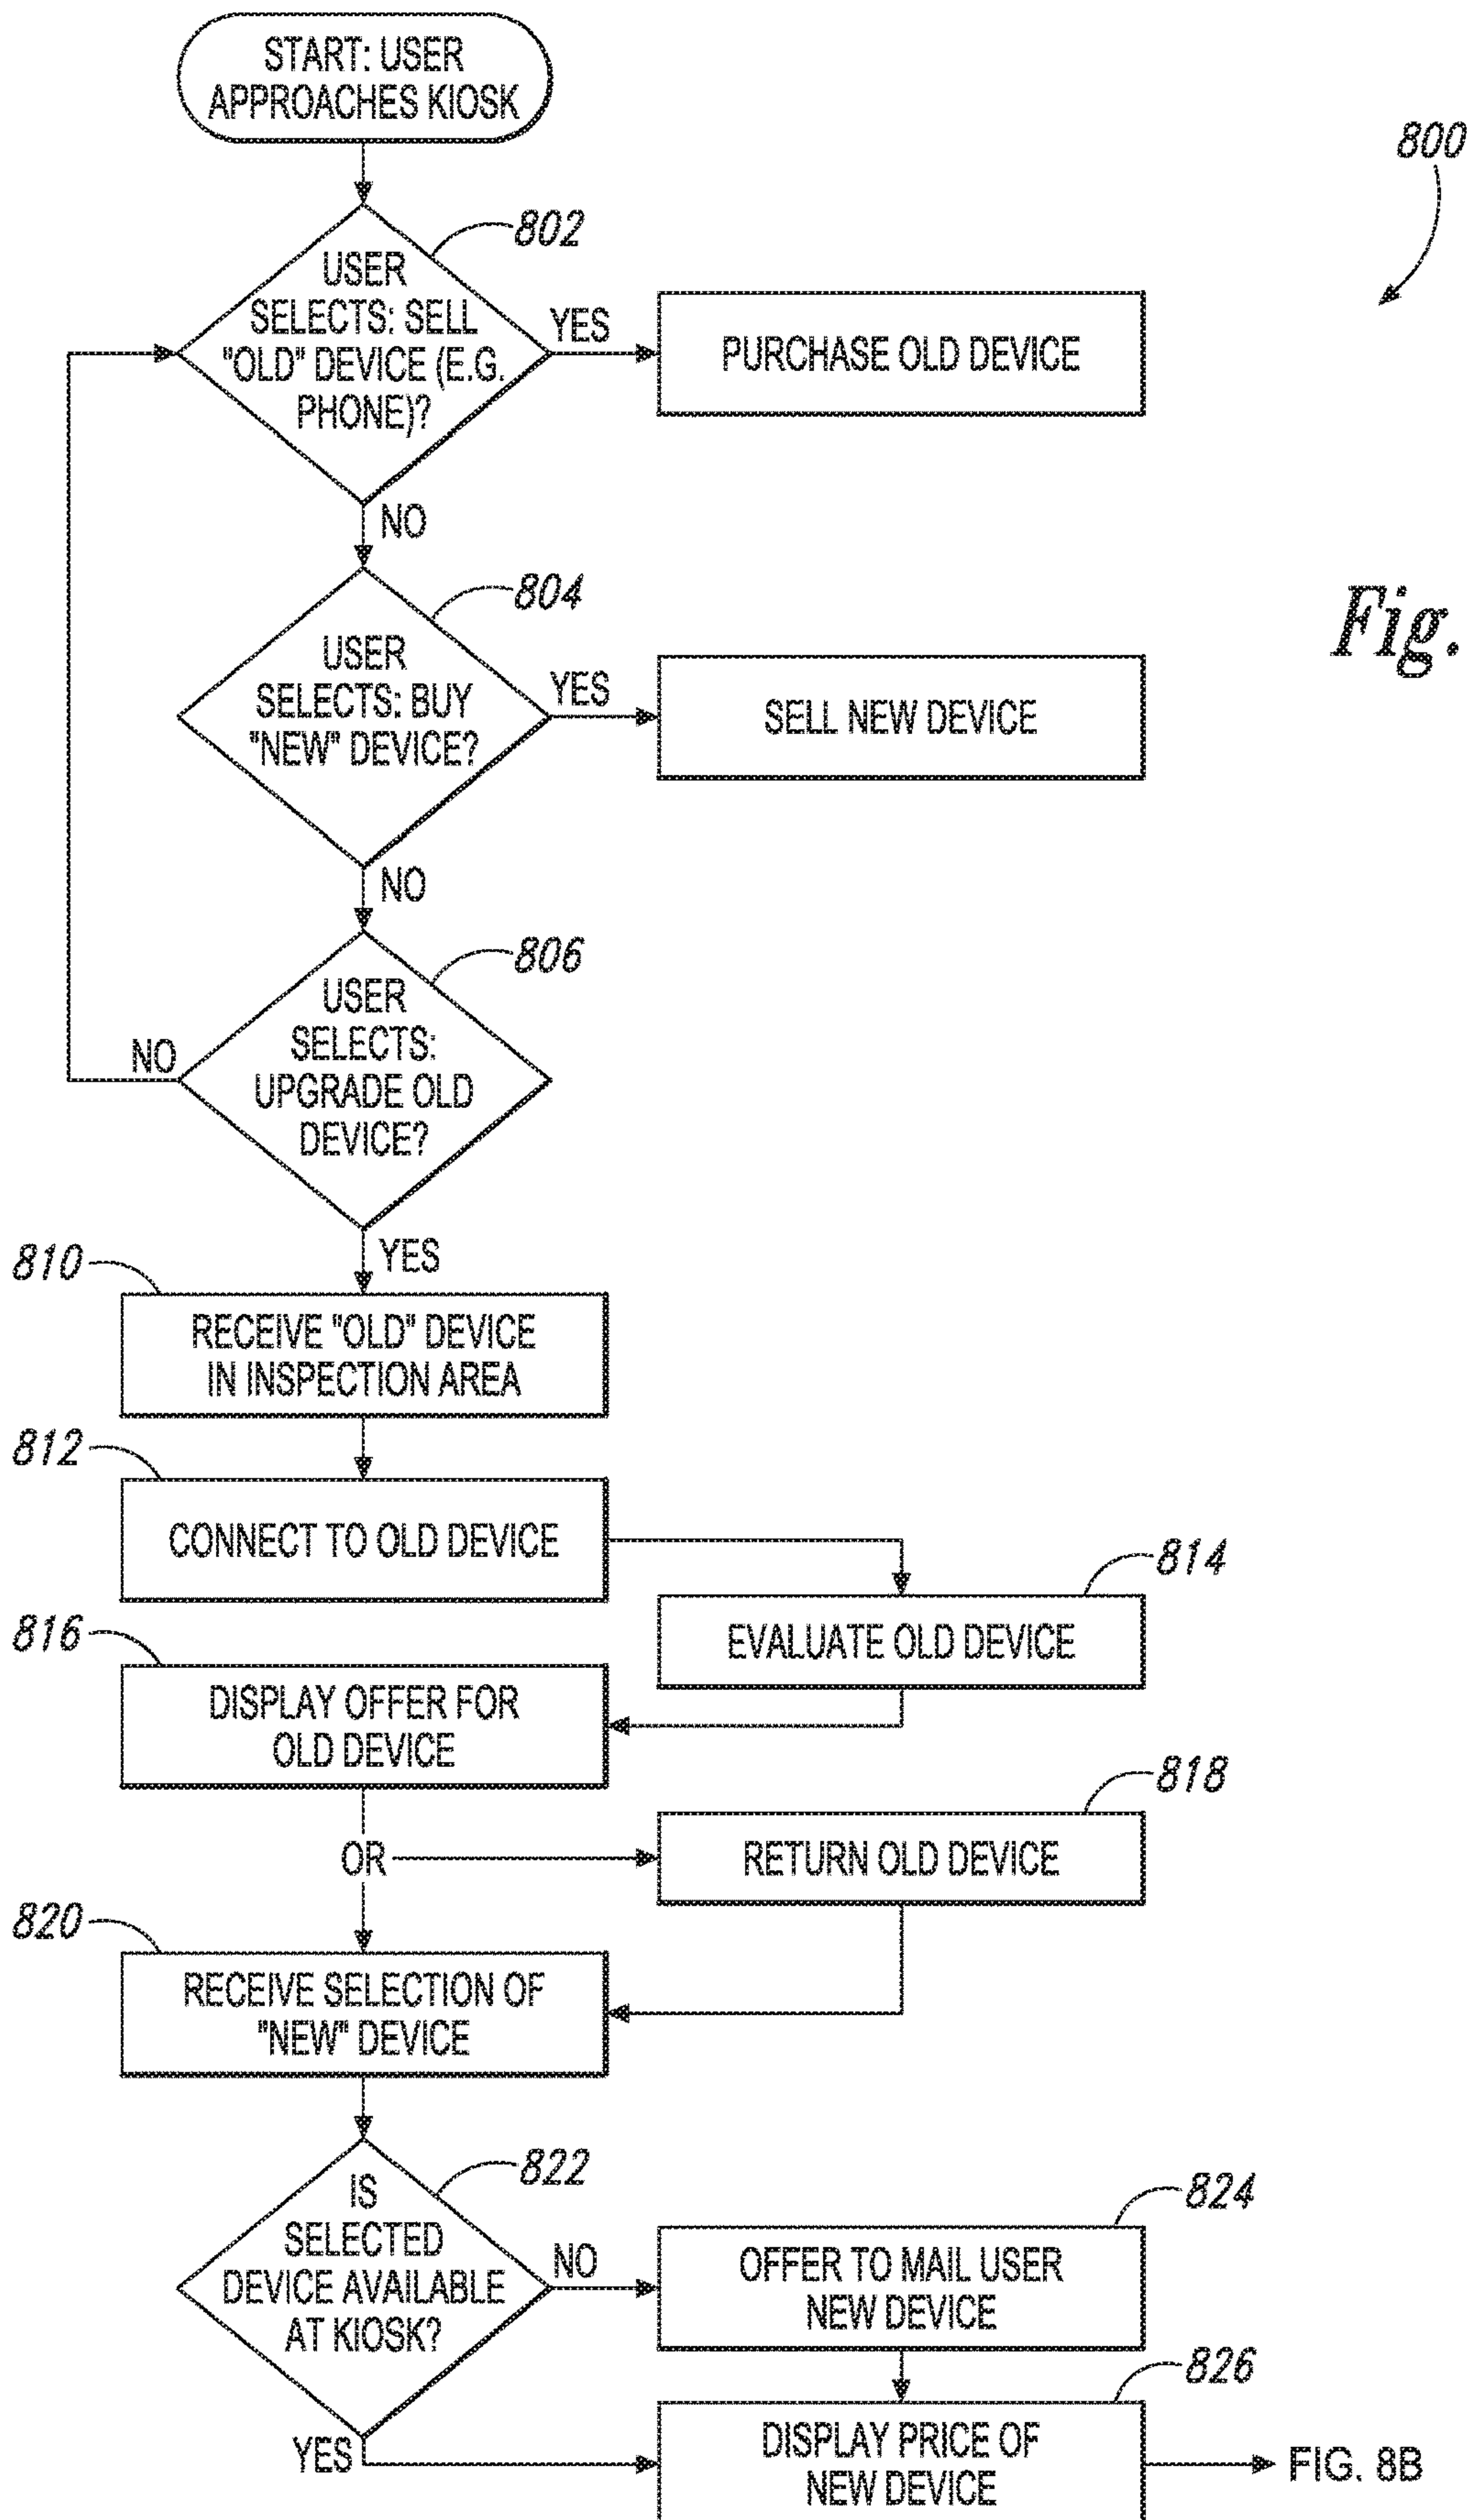 START: USER
APPROACHES KIOSK
800
802
USER
SELECTS: SELL
"OLD" DEVICE (E.G.
PHONE)?
YES
PURCHASE OLD DEVICE
NO
804
Fig.
USER
SELECTS: BUY
"NEW" DEVICE?
YES
SELL NEW DEVICE
NO
806
USER
SELECTS:
UPGRADE OLD
DEVICE?
NO
YES
810
RECEIVE "OLD" DEVICE
IN INSPECTION AREA
812
CONNECT TO OLD DEVICE
814
EVALUATE OLD DEVICE
816
DISPLAY OFFER FOR
OLD DEVICE
818
OR
RETURN OLD DEVICE
820
RECEIVE SELECTION OF
"NEW" DEVICE
822
IS
SELECTED
DEVICE AVAILABLE
AT KIOSK?
NO
824
OFFER TO MAIL USER
NEW DEVICE
826
YES
DISPLAY PRICE OF
NEW DEVICE
FIG. 8B